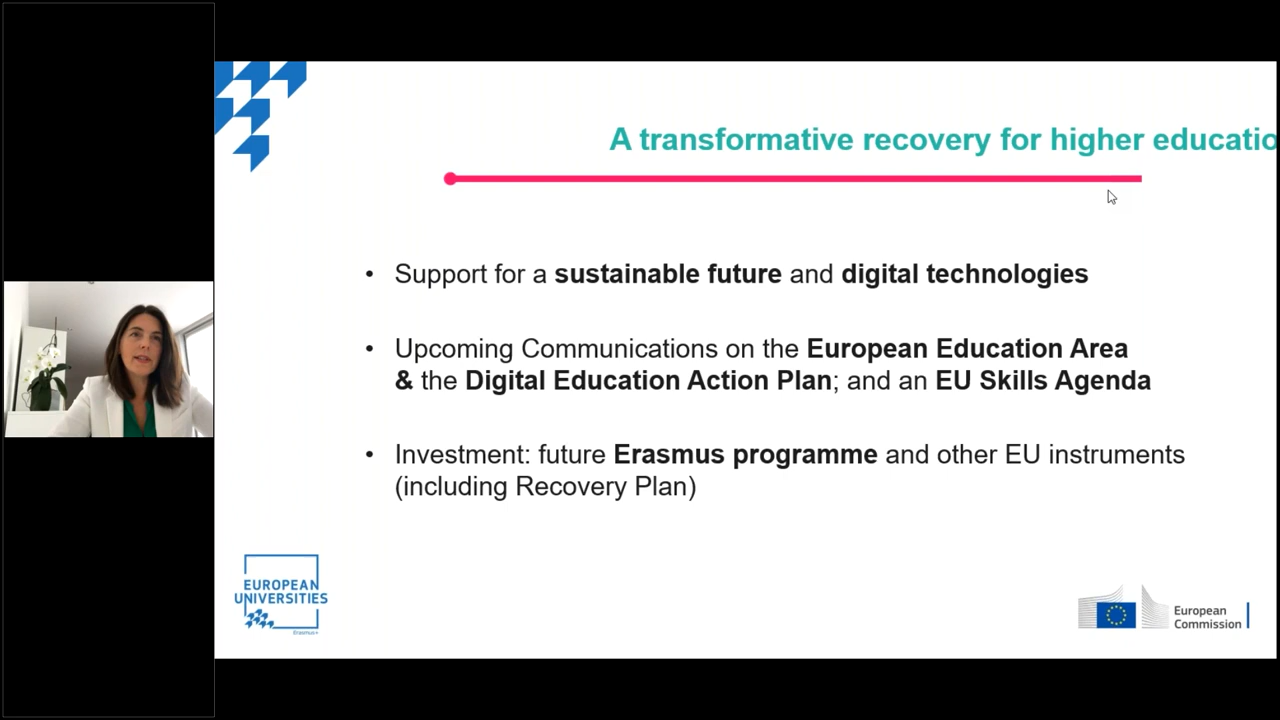 A transformative recovery for higher educatio
• Support for a sustainable future and digital technologies
• Upcoming Communications on the European Education Area
& the Digital Education Action Plan; and an EU Skills Agenda
• Investment: future Erasmus programme and other EU instruments
(including Recovery Plan)
EUROPEAN
UNIVERSITIES
Erasmus+
European
Commission